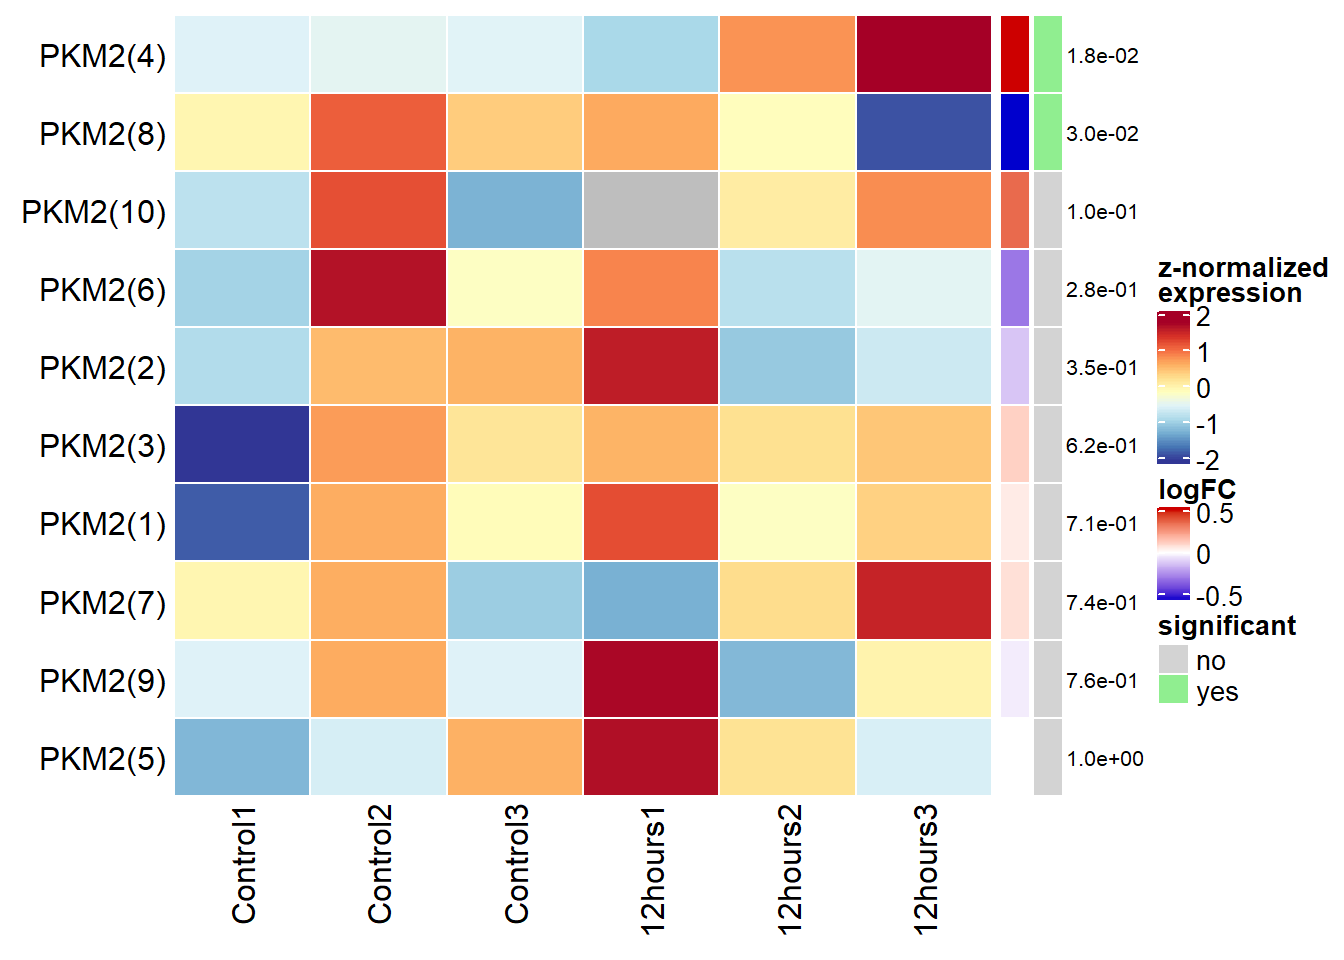 PKM2(4) 1.8e-02
PKM2(8) 3.0e-02
PKM2(10) 1.0e-01
PKM2(6) 2.8e-01
PKM2(2) 3.5e-01
PKM2(3) 6.2e-01
PKM2(1) 7.1e-01
PKM2(7) 7.4e-01
PKM2(9) 7.6e-01
PKM2(5) 1.0e+00
Control1
Control2
Control3
12hours1
12hours2
12hours3
z-normalized
expression
2
1
0
-1
-2
logFC
0.5
0
-0.5
significant
no
yes